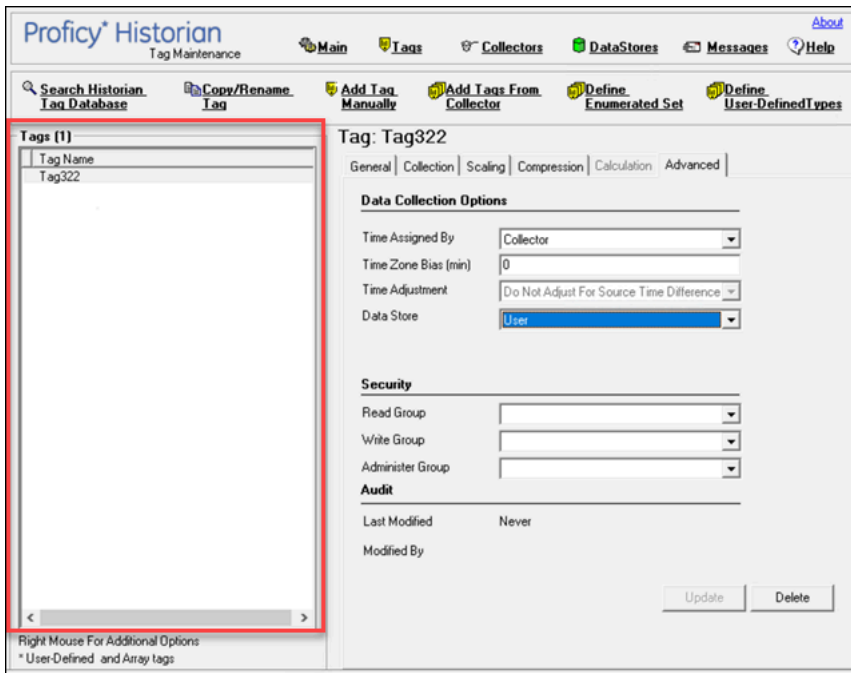 About
Proficy* Historian
Tag Maintenance
Main Tags Collectors DataStores Messages Help
Search Historian Tag Database
Copy/Rename Tag
Add Tag Manually
Add Tags From Collector
Define Enumerated Set
Define User-DefinedTypes
Tags (1)
Tag Name
Tag322
Right Mouse For Additional Options
* User-Defined and Array tags
Tag: Tag322
General Collection Scaling Compression Calculation Advanced
Data Collection Options
Time Assigned By Collector
Time Zone Bias (min) 0
Time Adjustment Do Not Adjust For Source Time Difference
Data Store User
Security
Read Group
Write Group
Administer Group
Audit
Last Modified Never
Modified By
Update Delete